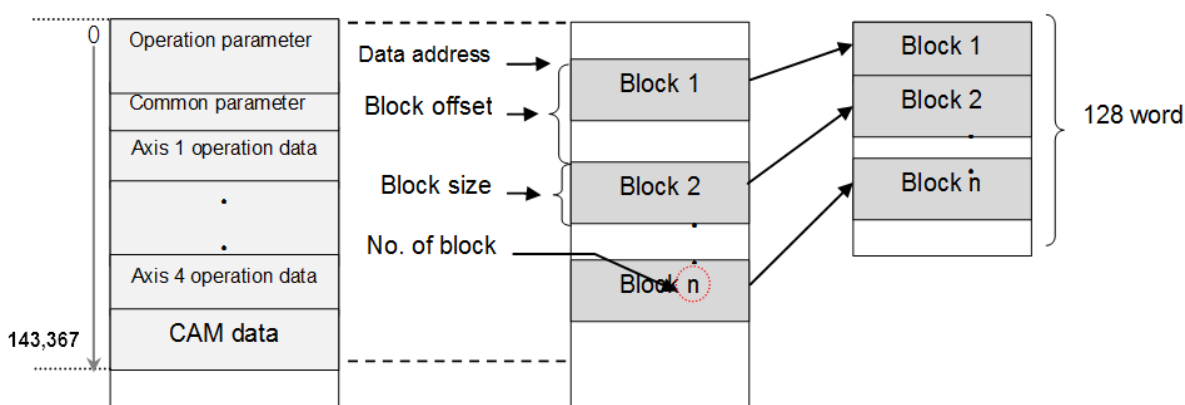 0
Operation parameter
Common parameter
Axis 1 operation data
Axis 4 operation data
CAM data
143,367
Data address
Block offset
Block size
No. of block
Block 1
Block 2
Block n
Block 1
Block 2
Block n
128 word